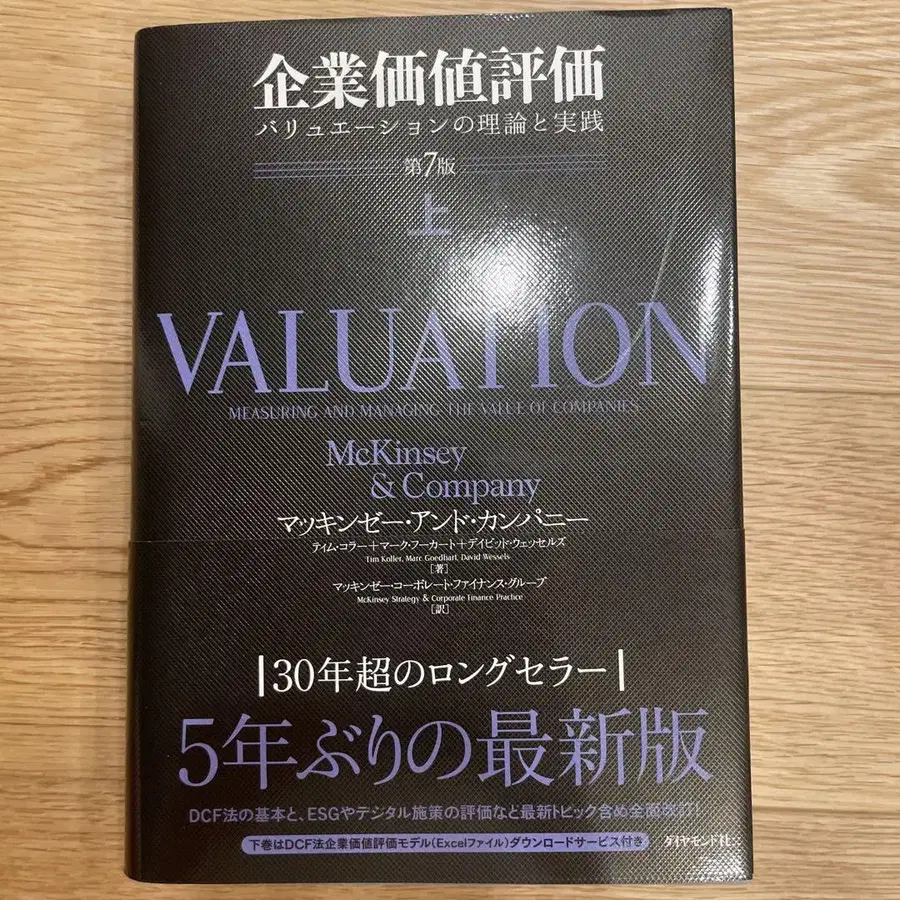 企業価値評価
バリュエーションの理論と実践
第7版
上
VALUATION
MEASURING AND MANAGING THE VALUE OF COMPANIES
McKinsey
& Company
マッキンゼー・アンド・カンパニー
ティム・コラー+マーク・フーカート+デイビッド・ウェッセルズ
Tim Koller, Marc Goedhart, David Wessels
[著]
マッキンゼー・コーポレート・ファイナンス・グループ
McKinsey Strategy & Corporate Finance Practice
[訳]
30年超のロングセラー
5年ぶりの最新版
DCF法の基本と、ESGやデジタル施策の評価など最新トピック含め全面改訂!
下巻はDCF法企業価値評価モデル(Excelファイル)ダウンロードサービス付き
ダイヤモンド社